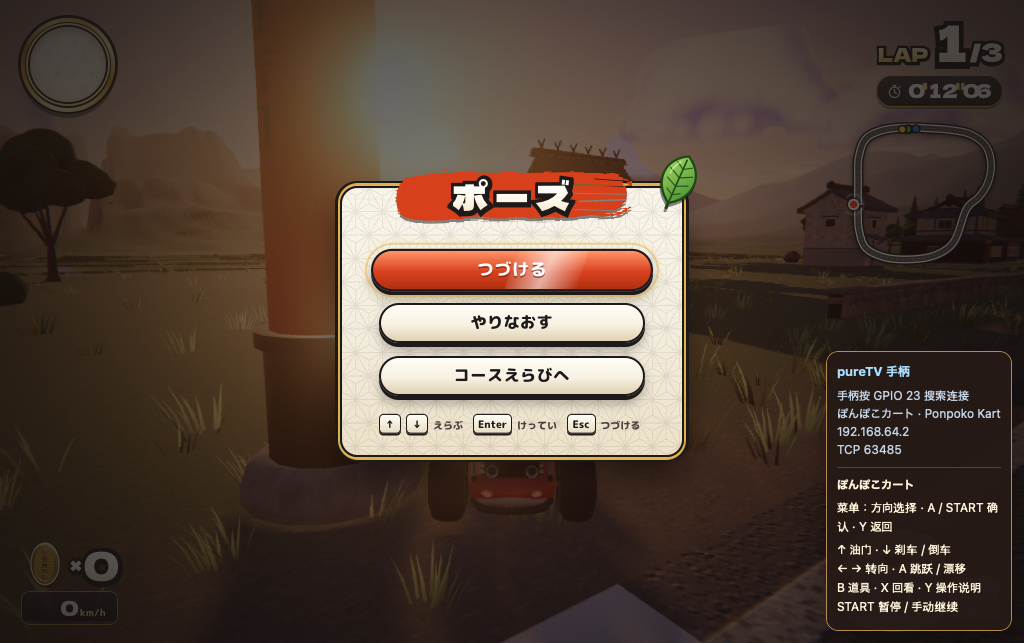 LAP 1/3
0'12"06
ポーズ
つづける
やりなおす
コースえらびへ
↑ ↓ えらぶ Enter けってい Esc つづける
×0
0 km/h
pureTV 手柄
手柄按 GPIO 23 搜索连接
ぽんぽこカート · Ponpoko Kart
192.168.64.2
TCP 63485
ぽんぽこカート
菜单：方向选择 · A / START 确
认 · Y 返回
↑ 油门 · ↓ 刹车 / 倒车
← → 转向 · A 跳跃 / 漂移
B 道具 · X 回看 · Y 操作说明
START 暂停 / 手动继续